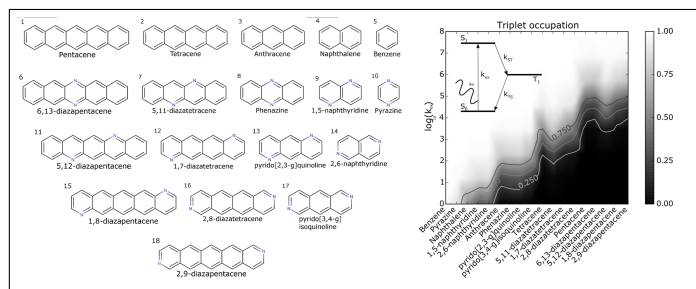 1
2
3
4
5
Pentacene
Tetracene
Anthracene
Naphthalene
Benzene
6
7
8
9
10
6,13-diazapentacene
5,11-diazatetracene
Phenazine
1,5-naphthyridine
Pyrazine
11
12
13
14
5,12-diazapentacene
1,7-diazatetracene
pyrido[2,3-g]quinoline
2,6-naphthyridine
15
16
17
1,8-diazapentacene
2,8-diazatetracene
pyrido[3,4-g]
isoquinoline
18
2,9-diazapentacene
N N
N N
N N
N N
N N
N N
N N
N N
N N
N N
N N
N N
N N
Triplet occupation
S1
kST
T1
kex
hν
kTS
S0
0.750
0.250
log(kex)
8
7
6
5
4
3
2
1
0
1.00
0.75
0.50
0.25
0.00
Benzene
Pyrazine
Naphthalene
1,5-naphthyridine
2,6-naphthyridine
Anthracene
Phenazine
pyrido[2,3-g]quinoline
pyrido[3,4-g]isoquinoline
Tetracene
5,11-diazatetracene
1,7-diazatetracene
2,8-diazatetracene
Pentacene
6,13-diazapentacene
5,12-diazapentacene
1,8-diazapentacene
2,9-diazapentacene